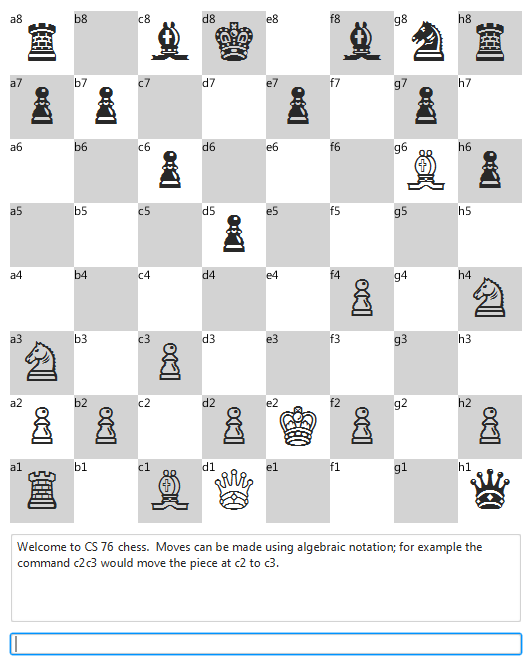 a8 b8 c8 d8 e8 f8 g8 h8
a7 b7 c7 d7 e7 f7 g7 h7
a6 b6 c6 d6 e6 f6 g6 h6
a5 b5 c5 d5 e5 f5 g5 h5
a4 b4 c4 d4 e4 f4 g4 h4
a3 b3 c3 d3 e3 f3 g3 h3
a2 b2 c2 d2 e2 f2 g2 h2
a1 b1 c1 d1 e1 f1 g1 h1
Welcome to CS 76 chess.  Moves can be made using algebraic notation; for example the
command c2c3 would move the piece at c2 to c3.